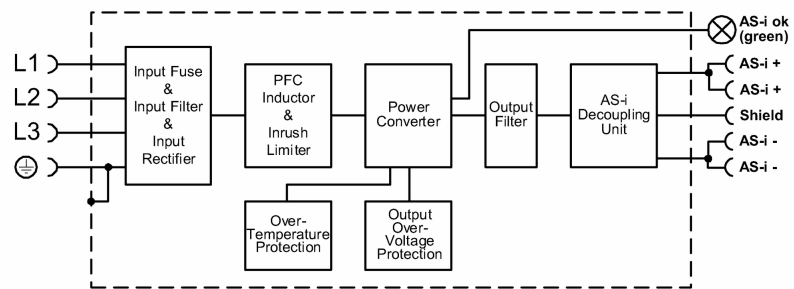 L1
L2
L3
Input Fuse
&
Input Filter
&
Input
Rectifier
PFC
Inductor
&
Inrush
Limiter
Power
Converter
Output
Filter
AS-i
Decoupling
Unit
Over-
Temperature
Protection
Output
Over-
Voltage
Protection
AS-i ok
(green)
AS-i +
AS-i +
Shield
AS-i -
AS-i -